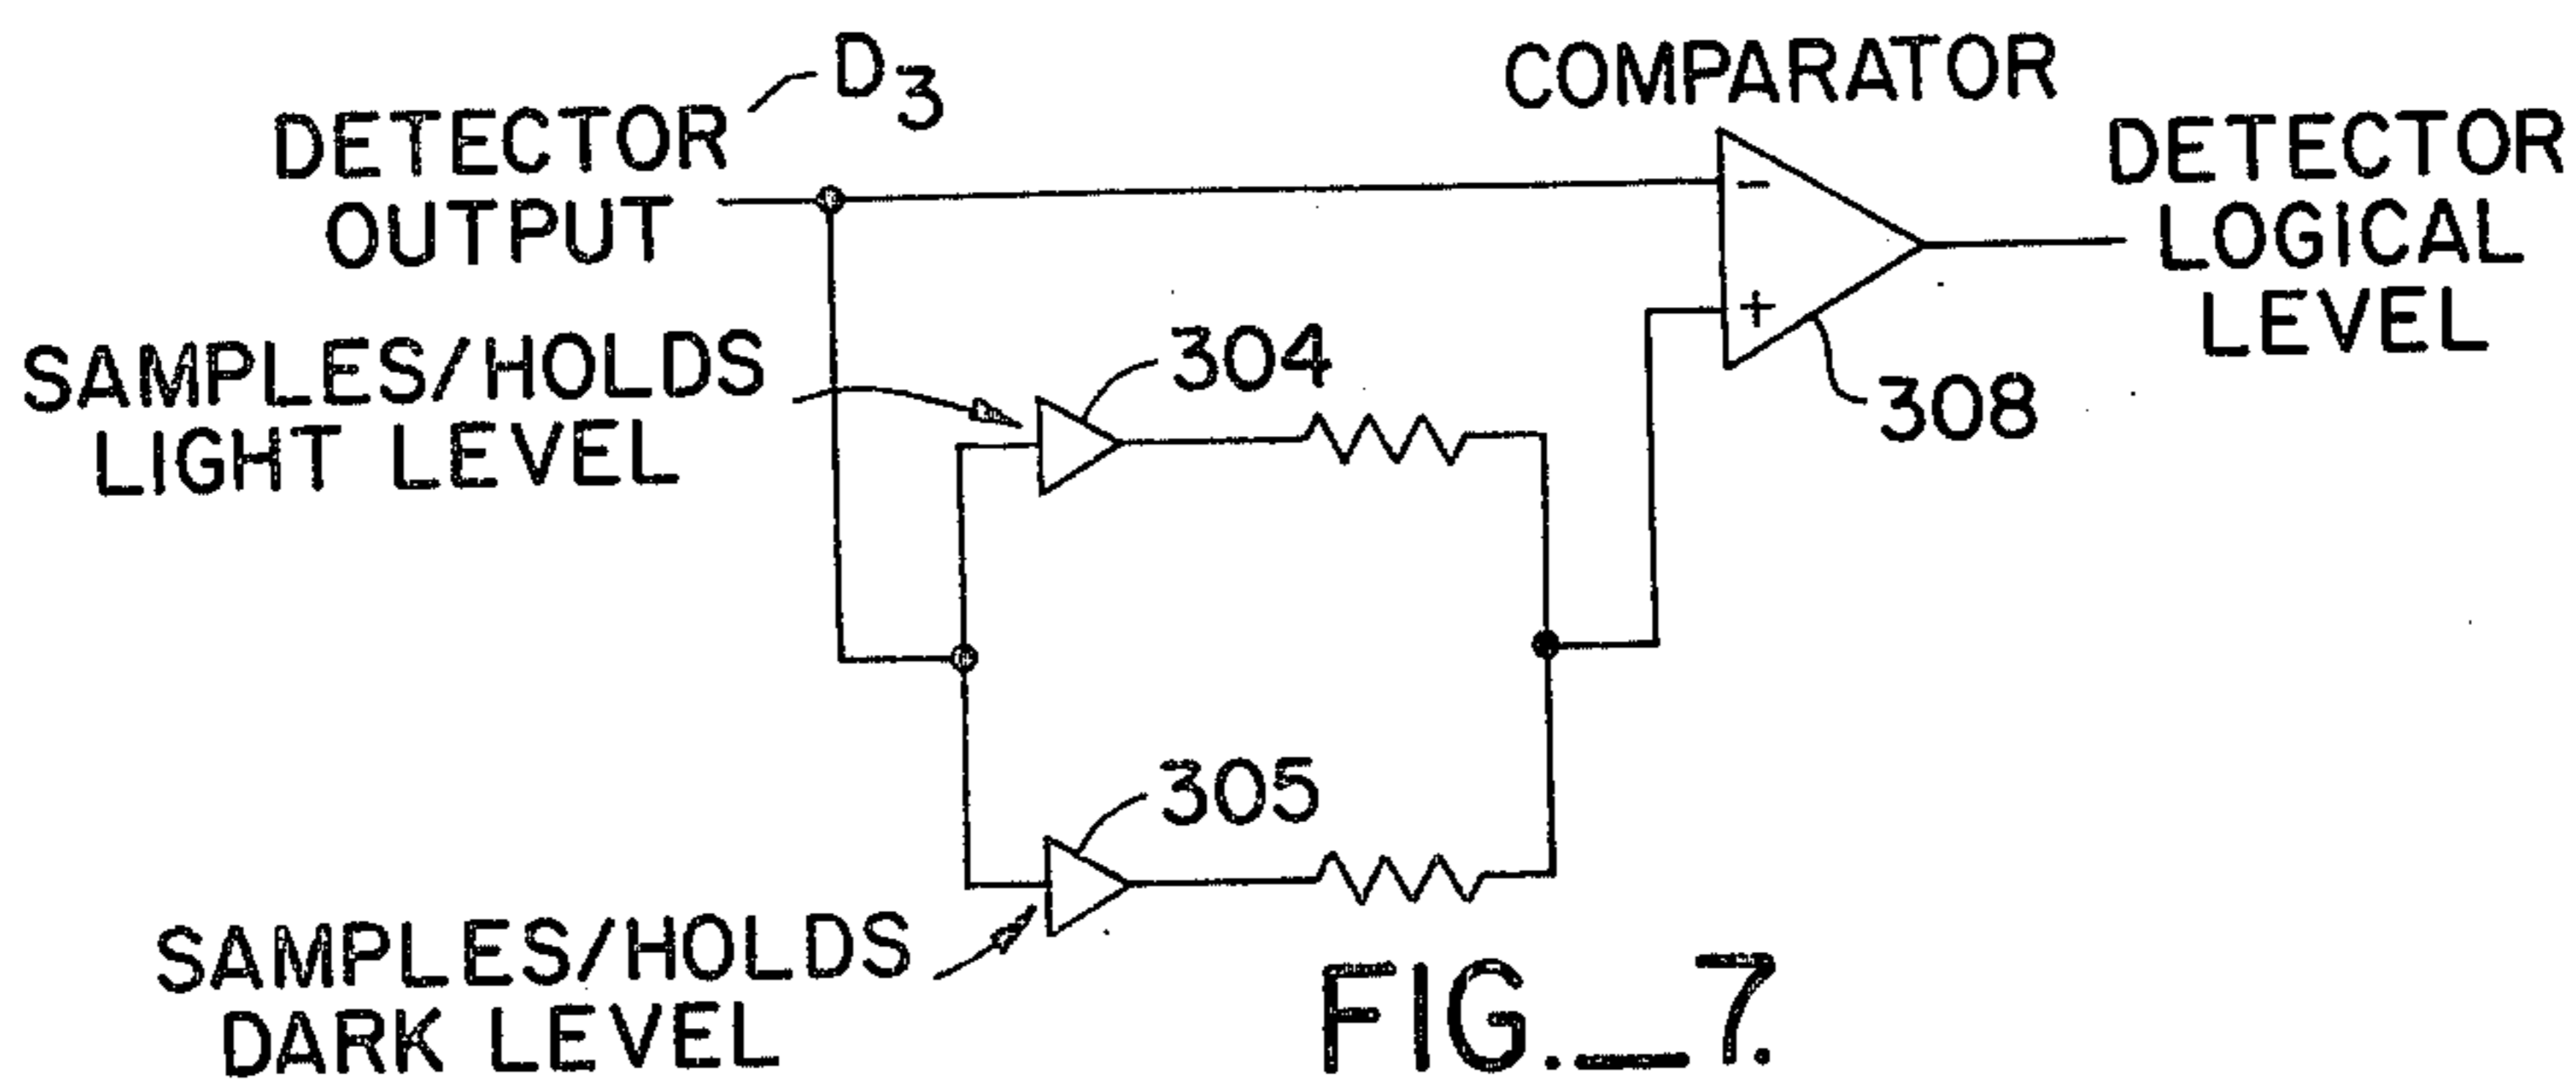 DETECTOR
OUTPUT
D3
COMPARATOR
-
+
DETECTOR
LOGICAL
LEVEL
308
SAMPLES/HOLDS
LIGHT LEVEL
304
305
SAMPLES/HOLDS
DARK LEVEL
FIG._7.